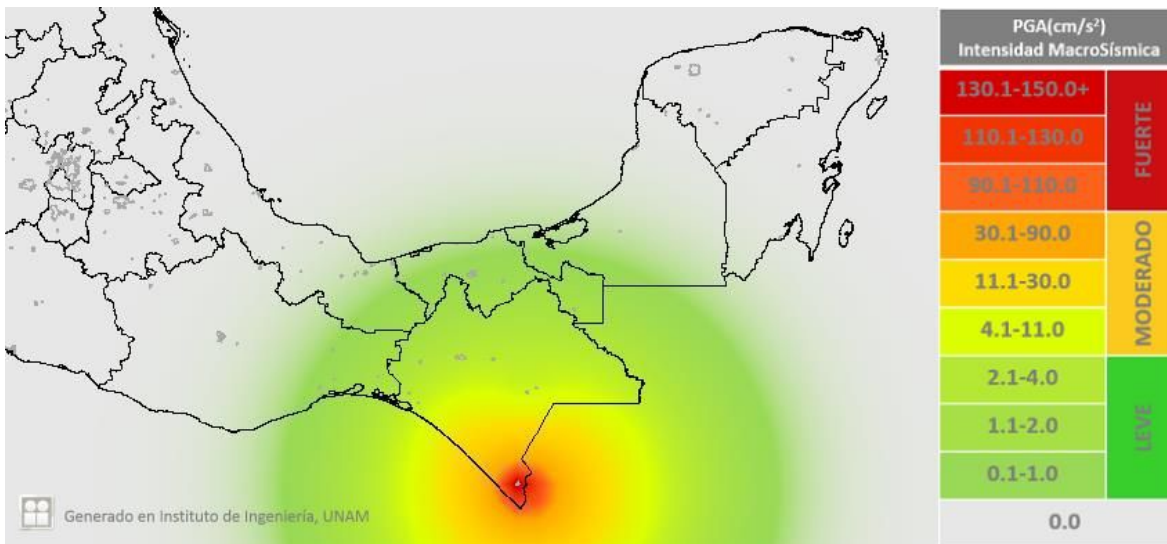 PGA(cm/s²)
Intensidad MacroSísmica
130.1-150.0+
110.1-130.0
90.1-110.0
FUERTE
30.1-90.0
11.1-30.0
4.1-11.0
MODERADO
2.1-4.0
1.1-2.0
0.1-1.0
LEVE
0.0
Generado en Instituto de Ingeniería, UNAM